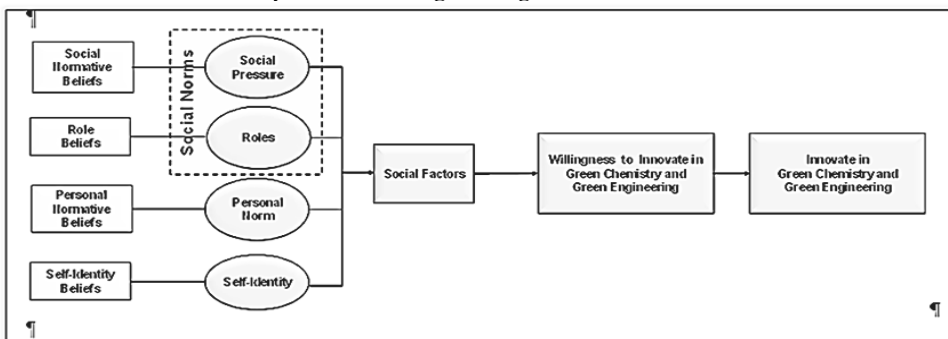 ¶
Social
Normative
Beliefs
Social Norms
Social
Pressure
Role
Beliefs
Roles
Social Factors
Willingness to Innovate in
Green Chemistry and
Green Engineering
Innovate in
Green Chemistry and
Green Engineering
Personal
Normative
Beliefs
Personal
Norm
Self-Identity
Beliefs
Self-Identity
¶
¶